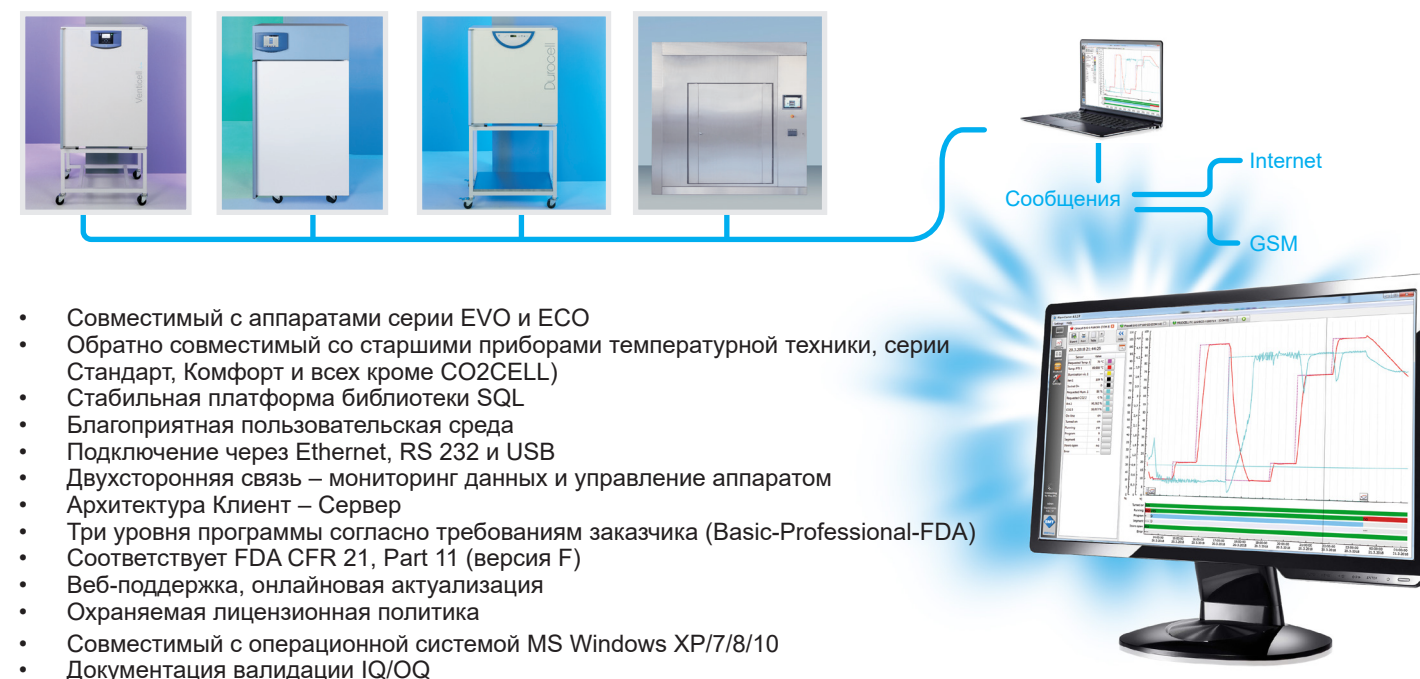 Venticell
Durocell
Internet
Сообщения
GSM
• Совместимый с аппаратами серии EVO и ECO
• Обратно совместимый со старшими приборами температурной техники, серии
Стандарт, Комфорт и всех кроме CO2CELL)
• Стабильная платформа библиотеки SQL
• Благоприятная пользовательская среда
• Подключение через Ethernet, RS 232 и USB
• Двухсторонняя связь – мониторинг данных и управление аппаратом
• Архитектура Клиент – Сервер
• Три уровня программы согласно требованиям заказчика (Basic-Professional-FDA)
• Соответствует FDA CFR 21, Part 11 (версия F)
• Веб-поддержка, онлайновая актуализация
• Охраняемая лицензионная политика
• Совместимый с операционной системой MS Windows XP/7/8/10
• Документация валидации IQ/OQ